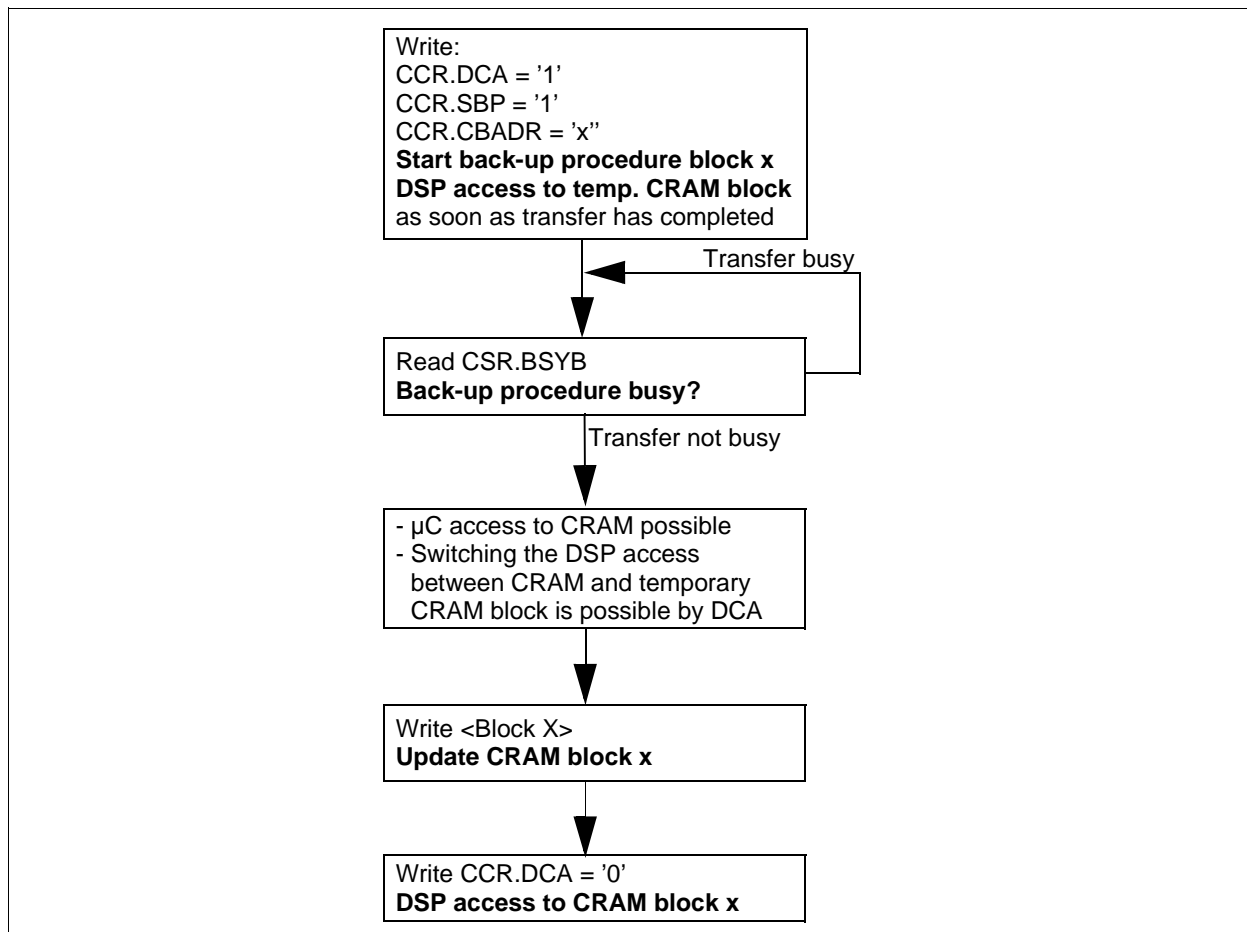 Write:
CCR.DCA = ’1’
CCR.SBP = ’1’
CCR.CBADR = ’x’’
Start back-up procedure block x
DSP access to temp. CRAM block
as soon as transfer has completed
Transfer busy
Read CSR.BSYB
Back-up procedure busy?
Transfer not busy
- µC access to CRAM possible
- Switching the DSP access
between CRAM and temporary
CRAM block is possible by DCA
Write <Block X>
Update CRAM block x
Write CCR.DCA = ’0’
DSP access to CRAM block x